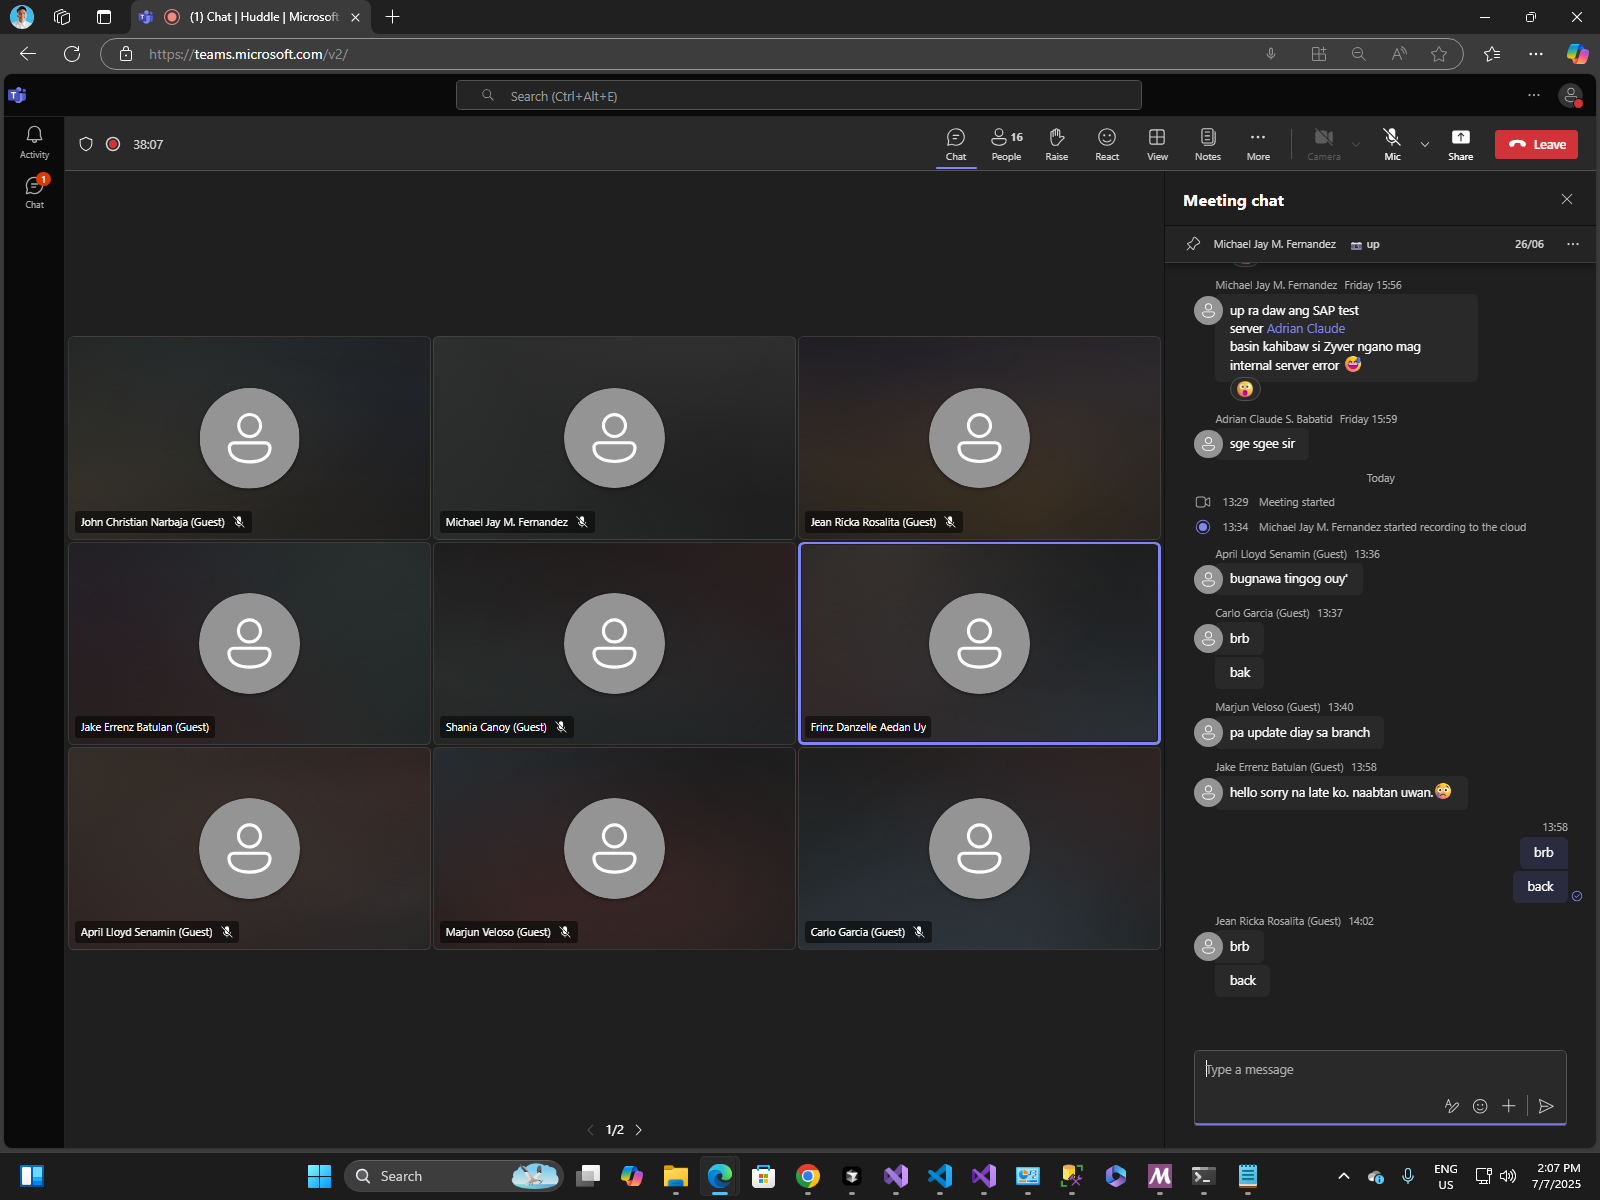 (1) Chat | Huddle | Microsoft
https://teams.microsoft.com/v2/
Search (Ctrl+Alt+E)
Activity
1
Chat
38:07
Chat
16
People
Raise
React
View
Notes
More
Camera
Mic
Share
Leave
John Christian Narbaja (Guest)
Michael Jay M. Fernandez
Jean Ricka Rosalita (Guest)
Jake Errenz Batulan (Guest)
Shania Canoy (Guest)
Frinz Danzelle Aedan Uy
April Lloyd Senamin (Guest)
Marjun Veloso (Guest)
Carlo Garcia (Guest)
1/2
Meeting chat
Michael Jay M. Fernandez up 26/06
Michael Jay M. Fernandez Friday 15:56
up ra daw ang SAP test
server Adrian Claude
basin kahibaw si Zyver ngano mag
internal server error
Adrian Claude S. Babatid Friday 15:59
sge sgee sir
Today
13:29 Meeting started
13:34 Michael Jay M. Fernandez started recording to the cloud
April Lloyd Senamin (Guest) 13:36
bugnawa tingog ouy'
Carlo Garcia (Guest) 13:37
brb
bak
Marjun Veloso (Guest) 13:40
pa update diay sa branch
Jake Errenz Batulan (Guest) 13:58
hello sorry na late ko. naabtan uwan.
13:58
brb
back
Jean Ricka Rosalita (Guest) 14:02
brb
back
Type a message
Search
ENG
US
2:07 PM
7/7/2025